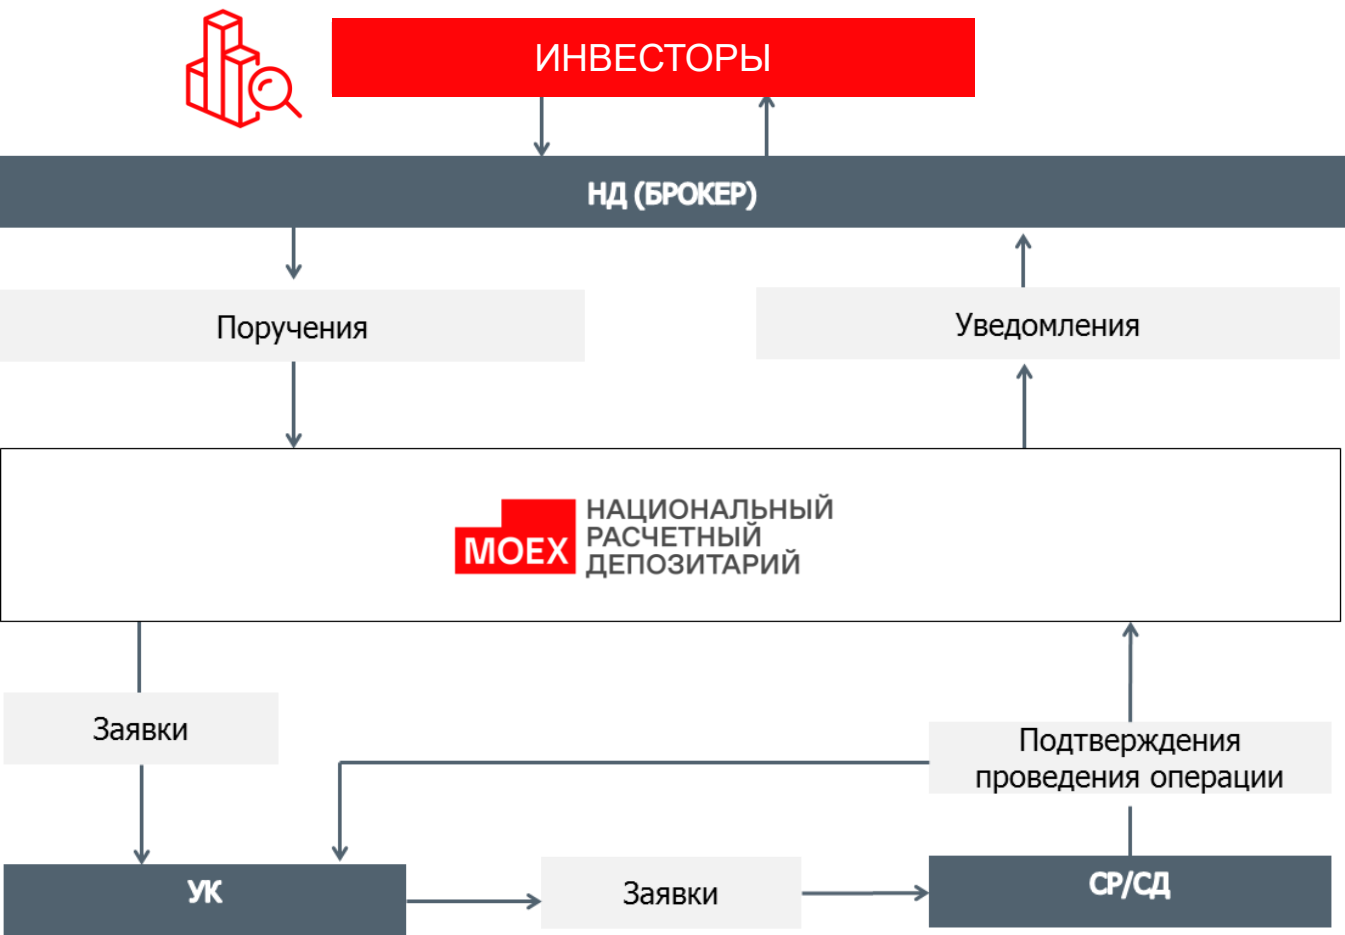 ИНВЕСТОРЫ
НД (БРОКЕР)
Поручения
Уведомления
MOEX
НАЦИОНАЛЬНЫЙ
РАСЧЕТНЫЙ
ДЕПОЗИТАРИЙ
Заявки
Подтверждения
проведения операции
УК
Заявки
СР/СД